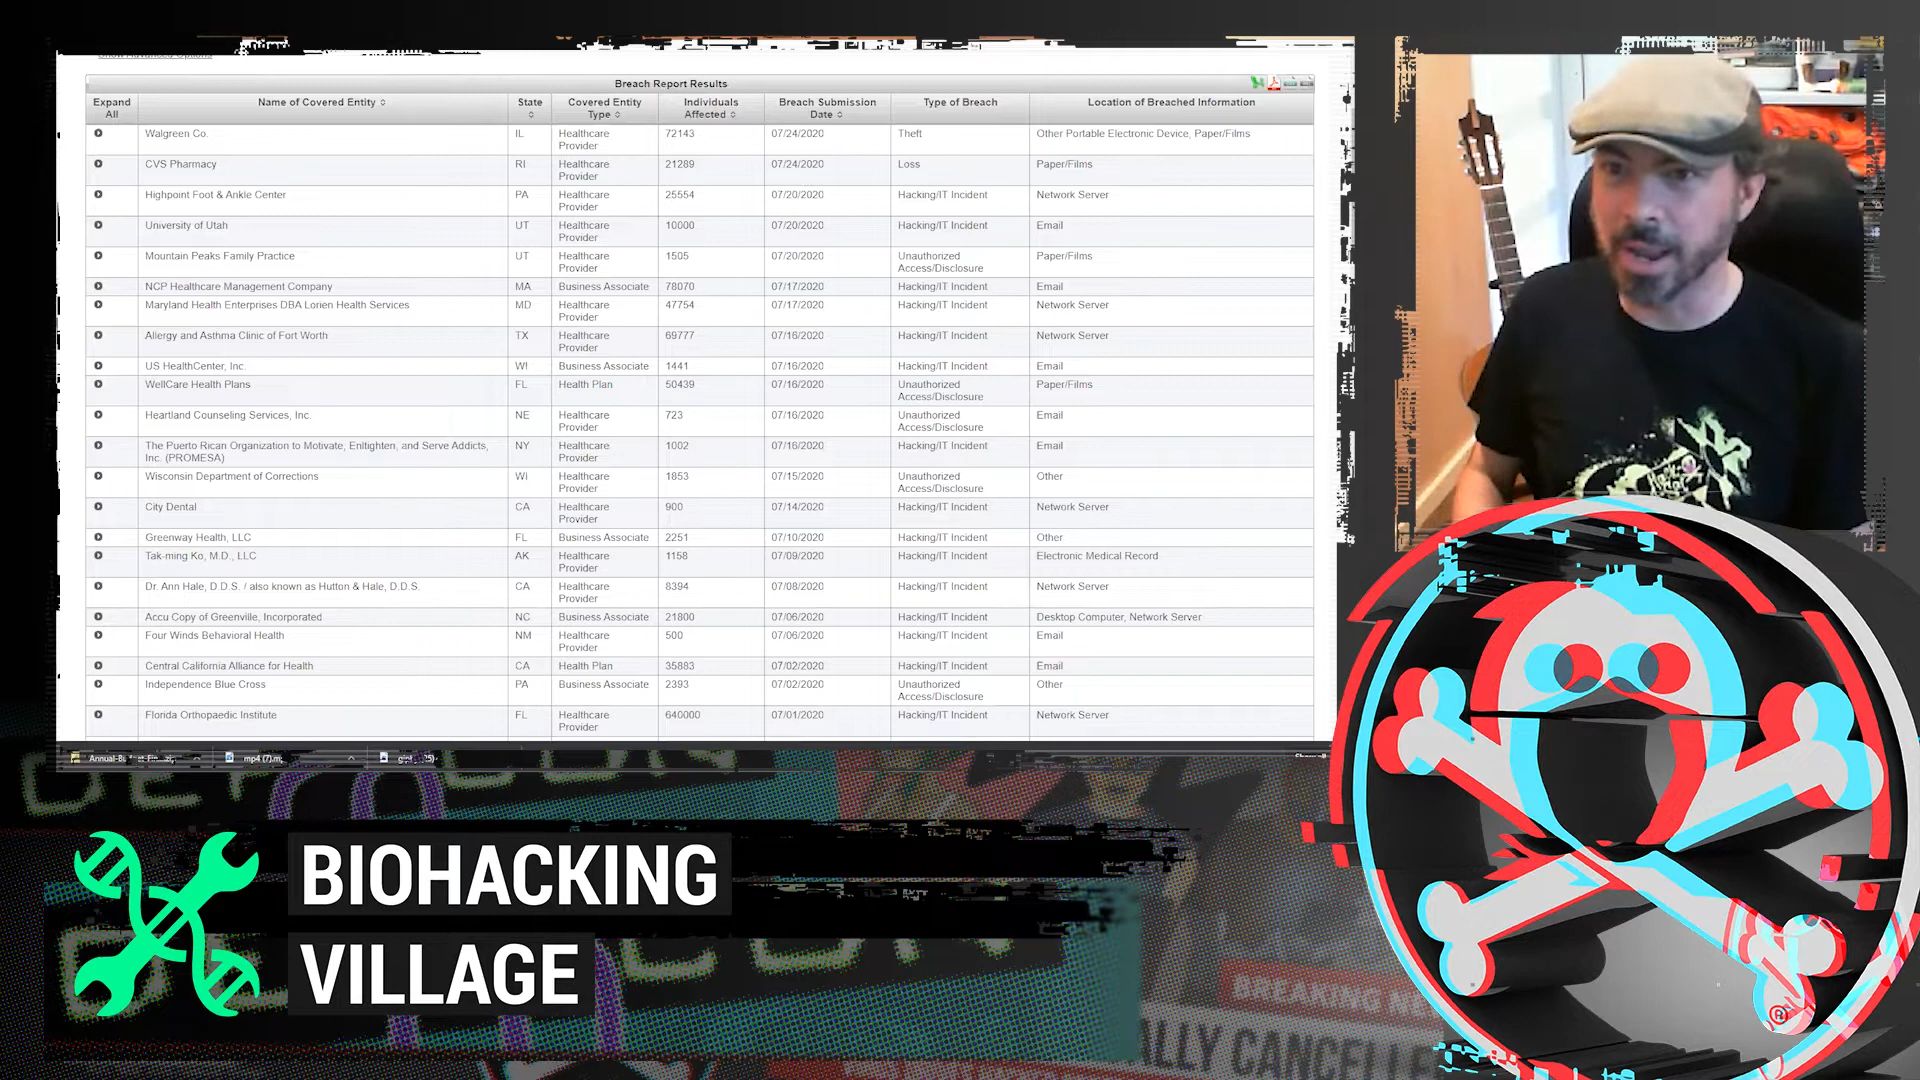 Show Advanced Options
Breach Report Results
Expand All Name of Covered Entity State Covered Entity Type Individuals Affected Breach Submission Date Type of Breach Location of Breached Information
Walgreen Co. IL Healthcare Provider 72143 07/24/2020 Theft Other Portable Electronic Device, Paper/Films
CVS Pharmacy RI Healthcare Provider 21289 07/24/2020 Loss Paper/Films
Highpoint Foot & Ankle Center PA Healthcare Provider 25554 07/20/2020 Hacking/IT Incident Network Server
University of Utah UT Healthcare Provider 10000 07/20/2020 Hacking/IT Incident Email
Mountain Peaks Family Practice UT Healthcare Provider 1505 07/20/2020 Unauthorized Access/Disclosure Paper/Films
NCP Healthcare Management Company MA Business Associate 78070 07/17/2020 Hacking/IT Incident Email
Maryland Health Enterprises DBA Lorien Health Services MD Healthcare Provider 47754 07/17/2020 Hacking/IT Incident Network Server
Allergy and Asthma Clinic of Fort Worth TX Healthcare Provider 69777 07/16/2020 Hacking/IT Incident Network Server
US HealthCenter, Inc. WI Business Associate 1441 07/16/2020 Hacking/IT Incident Email
WellCare Health Plans FL Health Plan 50439 07/16/2020 Unauthorized Access/Disclosure Paper/Films
Heartland Counseling Services, Inc. NE Healthcare Provider 723 07/16/2020 Unauthorized Access/Disclosure Email
The Puerto Rican Organization to Motivate, Enltighten, and Serve Addicts, Inc. (PROMESA) NY Healthcare Provider 1002 07/16/2020 Hacking/IT Incident Email
Wisconsin Department of Corrections WI Healthcare Provider 1853 07/15/2020 Unauthorized Access/Disclosure Other
City Dental CA Healthcare Provider 900 07/14/2020 Hacking/IT Incident Network Server
Greenway Health, LLC FL Business Associate 2251 07/10/2020 Hacking/IT Incident Other
Tak-ming Ko, M.D., LLC AK Healthcare Provider 1158 07/09/2020 Hacking/IT Incident Electronic Medical Record
Dr. Ann Hale, D.D.S. / also known as Hutton & Hale, D.D.S. CA Healthcare Provider 8394 07/08/2020 Hacking/IT Incident Network Server
Accu Copy of Greenville, Incorporated NC Business Associate 21800 07/06/2020 Hacking/IT Incident Desktop Computer, Network Server
Four Winds Behavioral Health NM Healthcare Provider 500 07/06/2020 Hacking/IT Incident Email
Central California Alliance for Health CA Health Plan 35883 07/02/2020 Hacking/IT Incident Email
Independence Blue Cross PA Business Associate 2393 07/02/2020 Unauthorized Access/Disclosure Other
Florida Orthopaedic Institute FL Healthcare Provider 640000 07/01/2020 Hacking/IT Incident Network Server
mp4 (7)
BIOHACKING
VILLAGE
BREAKING
ALLY CANCELLE